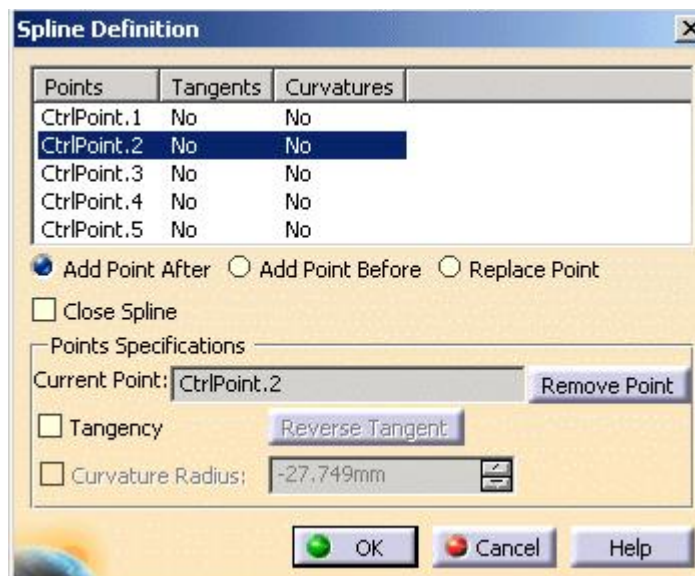 Spline Definition
Points Tangents Curvatures
CtrlPoint.1 No No
CtrlPoint.2 No No
CtrlPoint.3 No No
CtrlPoint.4 No No
CtrlPoint.5 No No
Add Point After Add Point Before Replace Point
Close Spline
Points Specifications
Current Point: CtrlPoint.2 Remove Point
Tangency Reverse Tangent
Curvature Radius: -27.749mm
OK Cancel Help